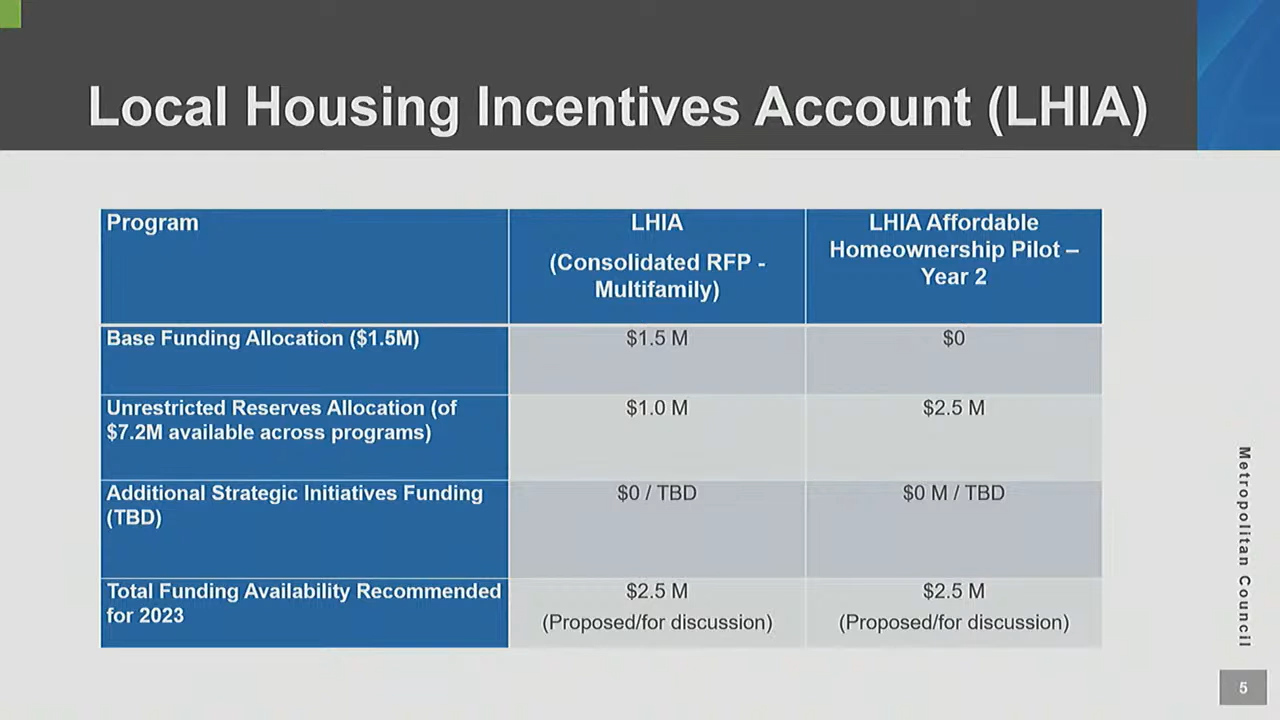 Local Housing Incentives Account (LHIA)
Program
LHIA
(Consolidated RFP -
Multifamily)
LHIA Affordable
Homeownership Pilot –
Year 2
Base Funding Allocation ($1.5M)
$1.5 M
$0
Unrestricted Reserves Allocation (of
$7.2M available across programs)
$1.0 M
$2.5 M
Additional Strategic Initiatives Funding
(TBD)
$0 / TBD
$0 M / TBD
Total Funding Availability Recommended
for 2023
$2.5 M
(Proposed/for discussion)
$2.5 M
(Proposed/for discussion)
Metropolitan Council
5